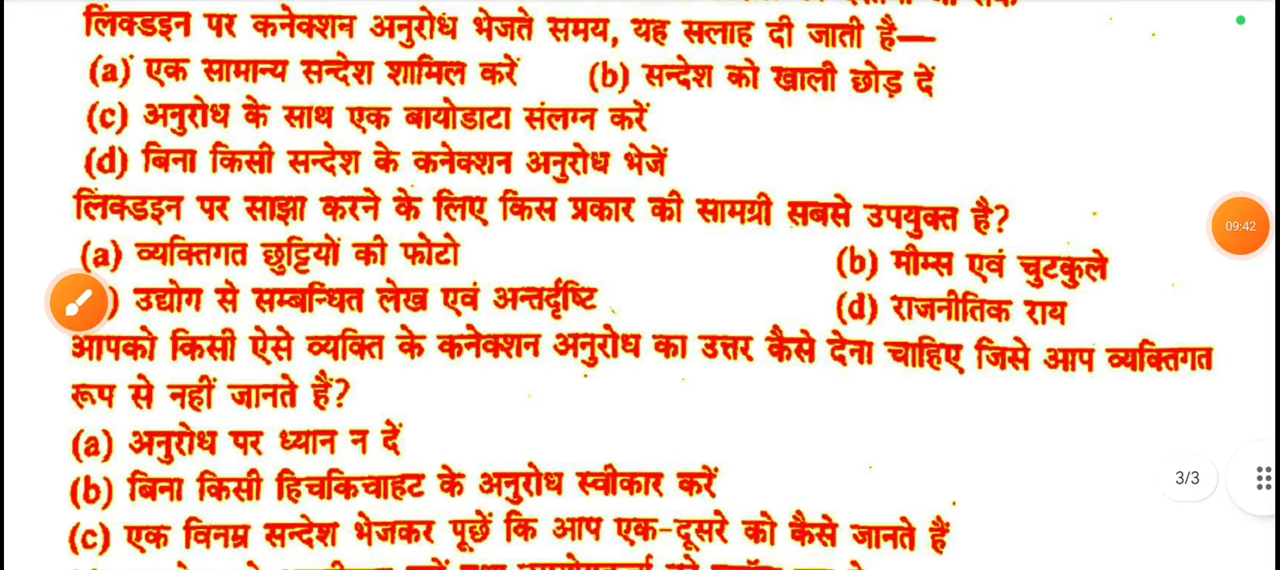 लिंक्डइन पर कनेक्शन अनुरोध भेजते समय, यह सलाह दी जाती है—
(a) एक सामान्य सन्देश शामिल करें (b) सन्देश को खाली छोड़ दें
(c) अनुरोध के साथ एक बायोडाटा संलग्न करें
(d) बिना किसी सन्देश के कनेक्शन अनुरोध भेजें
लिंक्डइन पर साझा करने के लिए किस प्रकार की सामग्री सबसे उपयुक्त है?
(a) व्यक्तिगत छुट्टियों की फोटो (b) मीम्स एवं चुटकुले
09:42
) उद्योग से सम्बन्धित लेख एवं अन्तर्दृष्टि (d) राजनीतिक राय
आपको किसी ऐसे व्यक्ति के कनेक्शन अनुरोध का उत्तर कैसे देना चाहिए जिसे आप व्यक्तिगत
रूप से नहीं जानते हैं?
(a) अनुरोध पर ध्यान न दें
(b) बिना किसी हिचकिचाहट के अनुरोध स्वीकार करें
3/3
(c) एक विनम्र सन्देश भेजकर पूछें कि आप एक-दूसरे को कैसे जानते हैं